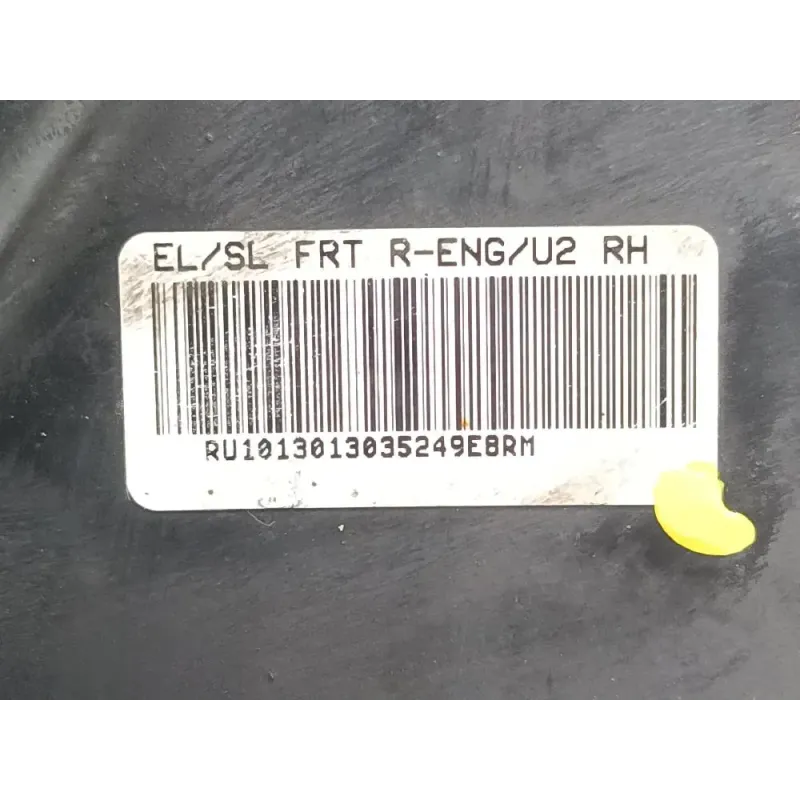 EL/SL FRT R-ENG/U2 RH
RU1013013035249E8RM